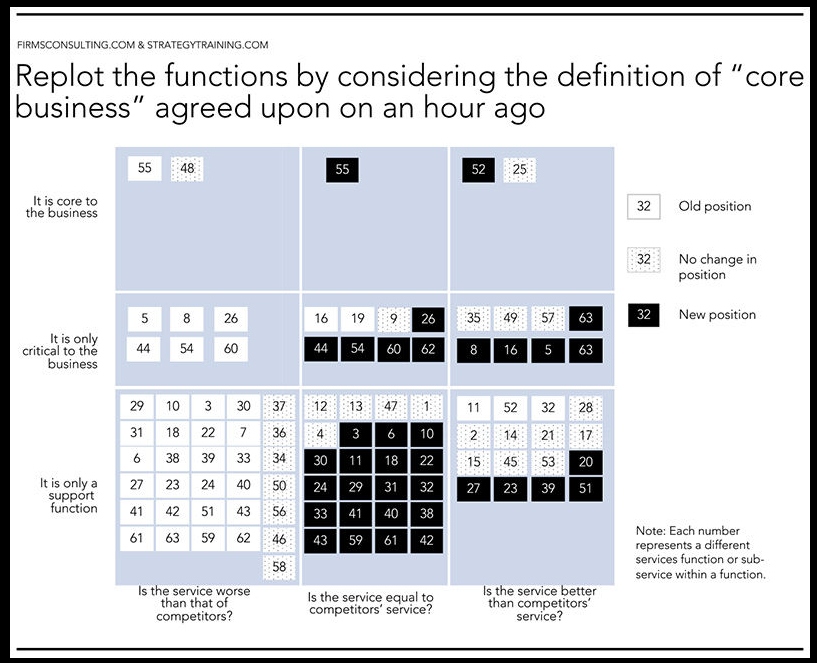 FIRMSCONSULTING.COM & STRATEGYTRAINING.COM
Replot the functions by considering the definition of “core
business” agreed upon on an hour ago
It is core to
the business
55 48
55
52 25
32 Old position
32 No change in
position
32 New position
It is only
critical to the
business
5 8 26
44 54 60
16 19 9 26
44 54 60 62
35 49 57 63
8 16 5 63
It is only a
support
function
29 10 3 30 37
31 18 22 7 36
6 38 39 33 34
27 23 24 40 50
41 42 51 43 56
61 63 59 62 46
58
12 13 47 1
4 3 6 10
30 11 18 22
24 29 31 32
33 41 40 38
43 59 61 42
11 52 32 28
2 14 21 17
15 45 53 20
27 23 39 51
Is the service worse
than that of
competitors?
Is the service equal to
competitors’ service?
Is the service better
than competitors’
service?
Note: Each number
represents a different
services function or sub-
service within a function.